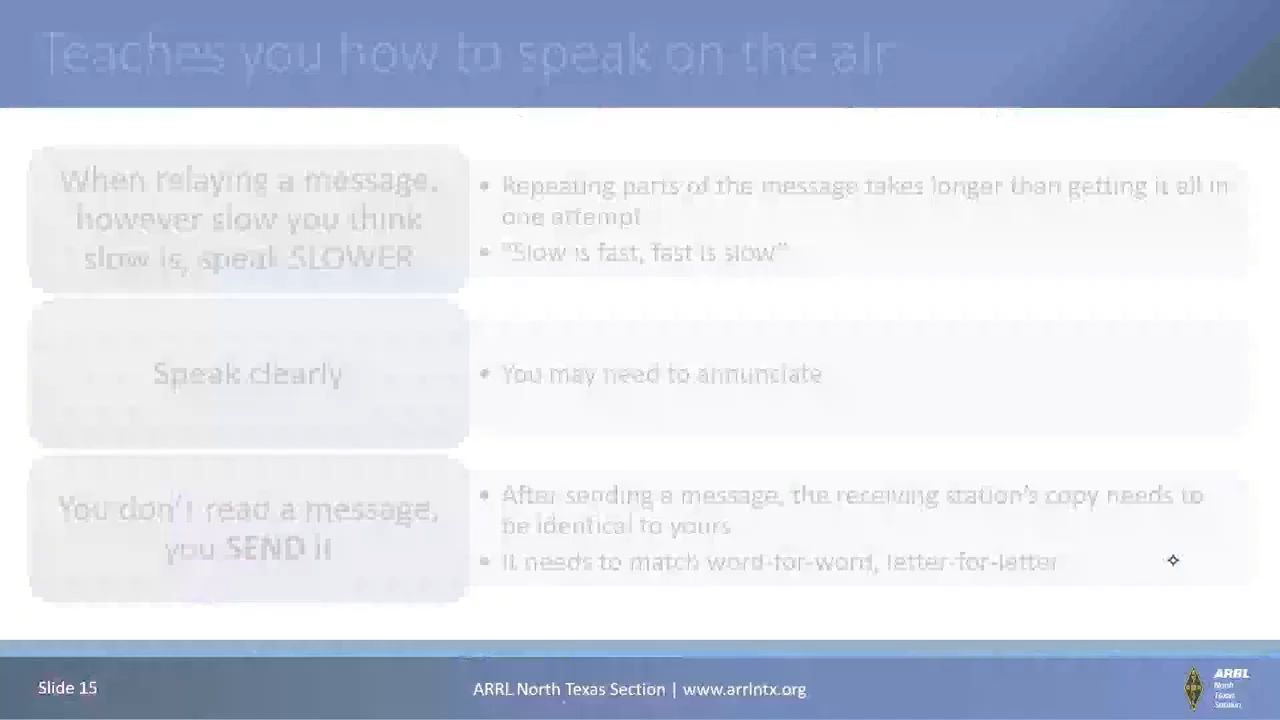 Teaches you how to speak on the air
When relaying a message,
however slow you think
slow is, speak SLOWER
• Repeating parts of the message takes longer than getting it all in
one attempt
• "Slow is fast, fast is slow"
Speak clearly
• You may need to annunciate
You don't read a message,
you SEND it
• After sending a message, the receiving station's copy needs to
be identical to yours
• It needs to match word-for-word, letter-for-letter
Slide 15
ARRL North Texas Section | www.arrlntx.org
ARRL
North
Texas
Section